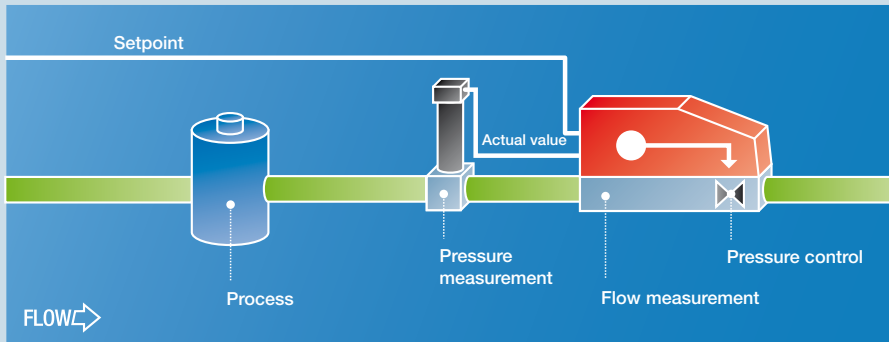 Setpoint
Actual value
Pressure
measurement
Pressure control
Process
Flow measurement
FLOW